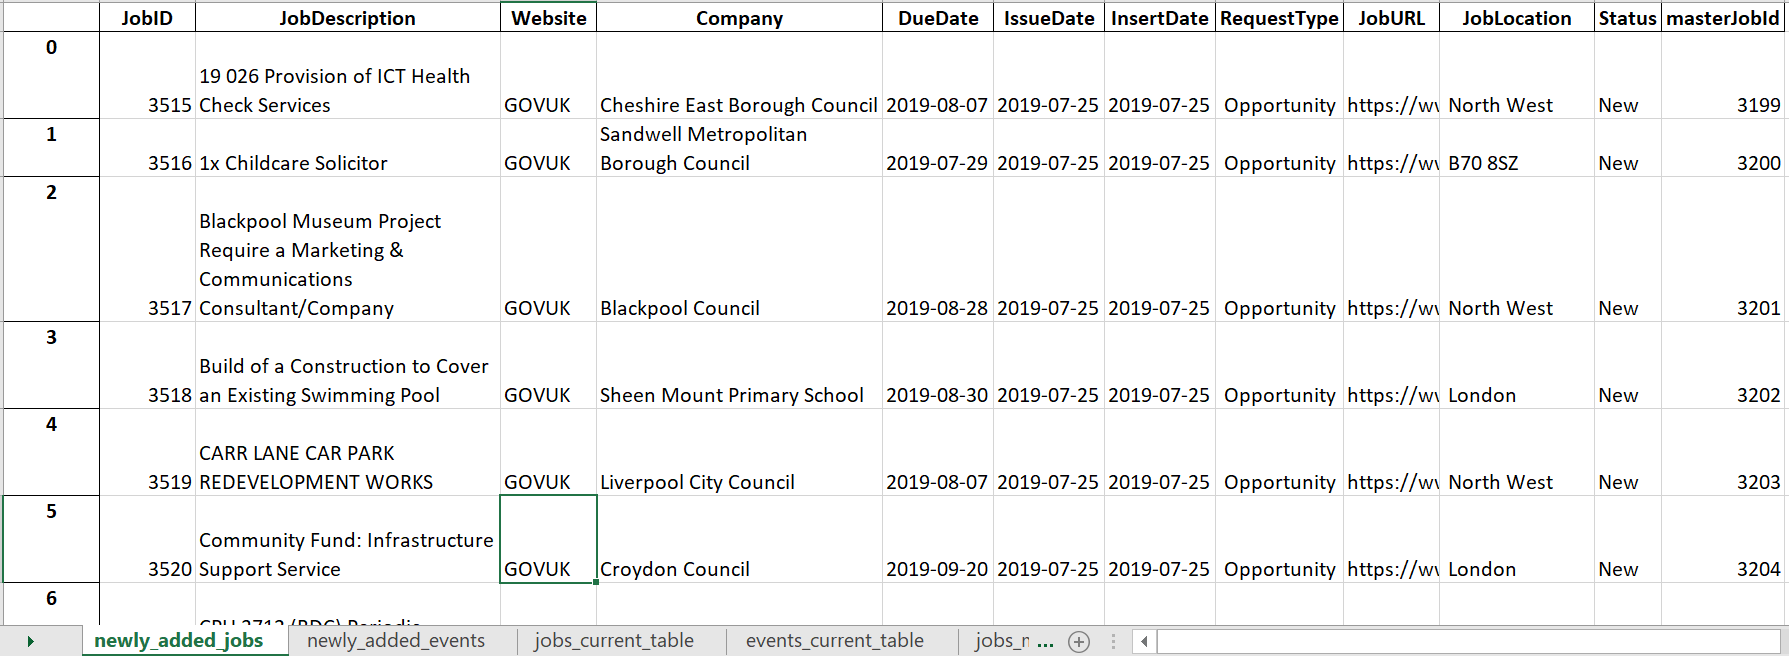 JobID JobDescription Website Company DueDate IssueDate InsertDate RequestType JobURL JobLocation Status masterJobId
0
19 026 Provision of ICT Health
3515 Check Services GOVUK Cheshire East Borough Council 2019-08-07 2019-07-25 2019-07-25 Opportunity https://w North West New 3199
1 Sandwell Metropolitan
3516 1x Childcare Solicitor GOVUK Borough Council 2019-07-29 2019-07-25 2019-07-25 Opportunity https://w B70 8SZ New 3200
2
Blackpool Museum Project
Require a Marketing &
Communications
3517 Consultant/Company GOVUK Blackpool Council 2019-08-28 2019-07-25 2019-07-25 Opportunity https://w North West New 3201
3
Build of a Construction to Cover
3518 an Existing Swimming Pool GOVUK Sheen Mount Primary School 2019-08-30 2019-07-25 2019-07-25 Opportunity https://w London New 3202
4
CARR LANE CAR PARK
3519 REDEVELOPMENT WORKS GOVUK Liverpool City Council 2019-08-07 2019-07-25 2019-07-25 Opportunity https://w North West New 3203
5
Community Fund: Infrastructure
3520 Support Service GOVUK Croydon Council 2019-09-20 2019-07-25 2019-07-25 Opportunity https://w London New 3204
6
newly_added_jobs newly_added_events jobs_current_table events_current_table jobs_r ...